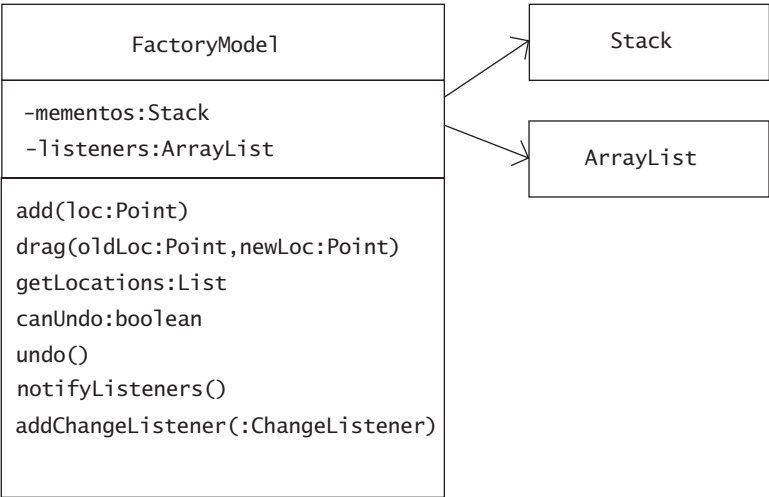 FactoryModel
-mementos:Stack
-listeners:ArrayList
add(loc:Point)
drag(oldLoc:Point,newLoc:Point)
getLocations:List
canUndo:boolean
undo()
notifyListeners()
addChangeListener(:ChangeListener)
Stack
ArrayList